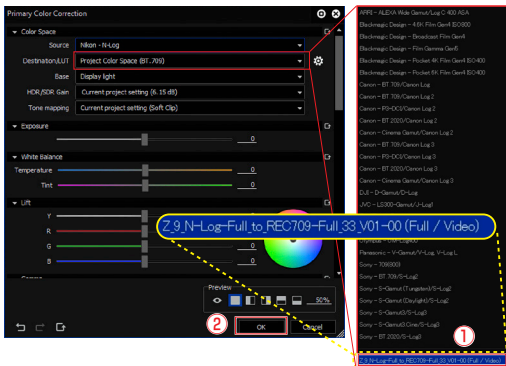 Primary Color Correction
Color Space
Source
Nikon - N-Log
Destination/LUT
Project Color Space (BT.709)
Base
Display light
HDR/SDR Gain
Current project setting (6.15 dB)
Tone mapping
Current project setting (Soft Clip)
Exposure
0
White Balance
Temperature
0
Tint
0
Lift
Y
R
G
0
B
0
Preview
50%
②
OK
Cancel
ARRI - ALEXA Wide Gamut/Log C 400 ASA
Blackmagic Design - 4.6K Film Gen4 ISO800
Blackmagic Design - Broadcast Film Gen4
Blackmagic Design - Film Gamma Gen5
Blackmagic Design - Pocket 4K Film Gen4 ISO400
Blackmagic Design - Pocket 6K Film Gen4 ISO400
Canon - BT.709/Canon Log
Canon - BT.709/Canon Log 2
Canon - P3-DCI/Canon Log 2
Canon - BT.2020/Canon Log 2
Canon - Cinema Gamut/Canon Log 2
Canon - BT.709/Canon Log 3
Canon - P3-DCI/Canon Log 3
Canon - BT.2020/Canon Log 3
Canon - Cinema Gamut/Canon Log 3
DJI - D-Gamut/D-Log
JVC - LS300-Gamut/J-Log1
Z_9_N-Log-Full_to_REC709-Full_33_V01-00 (Full / Video)
Panasonic - V-Gamut/V-Log, V-Log L
Sony - 709(800)
Sony - BT.709/S-Log2
Sony - S-Gamut (Tungsten)/S-Log2
Sony - S-Gamut (Daylight)/S-Log2
Sony - S-Gamut3/S-Log3
Sony - S-Gamut3.Cine/S-Log3
Sony - BT.2020/S-Log3
①
Z_9_N-Log-Full_to_REC709-Full_33_V01-00 (Full / Video)